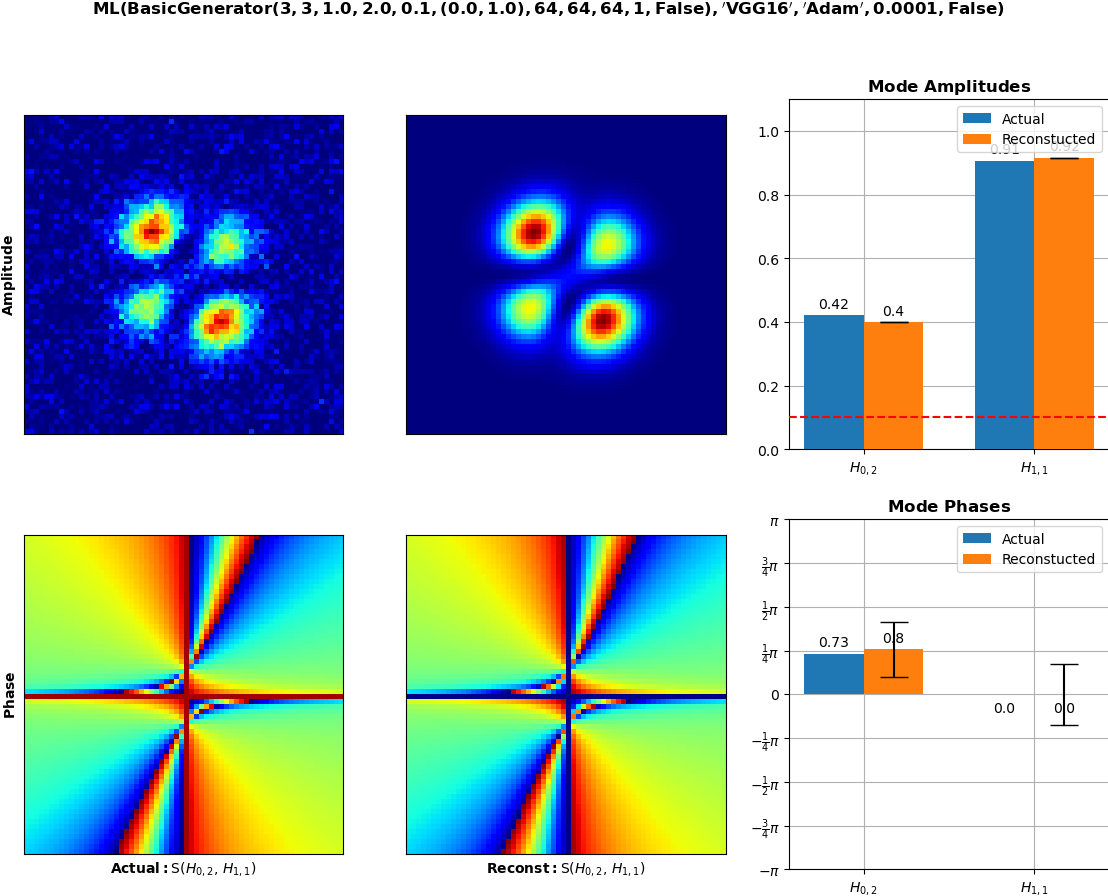 ML(BasicGenerator(3, 3, 1.0, 2.0, 0.1, (0.0, 1.0), 64, 64, 64, 1, False), ′VGG16′, ′Adam′, 0.0001, False)
Amplitude
Mode Amplitudes
Actual
Reconstucted
1.0
0.8
0.6
0.4
0.2
0.0
0.42
0.4
0.91
0.92
H0, 2
H1, 1
Phase
Actual: S(H0, 2, H1, 1)
Reconst: S(H0, 2, H1, 1)
Mode Phases
Actual
Reconstucted
π
3/4π
1/2π
1/4π
0
−1/4π
−1/2π
−3/4π
−π
0.73
0.8
0.0
0.0
H0, 2
H1, 1